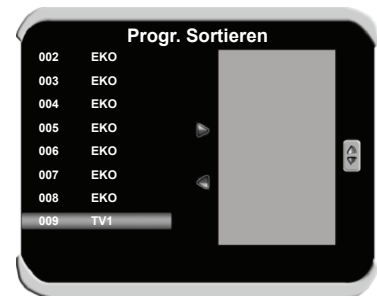 Progr. Sortieren
002 EKO
003 EKO
004 EKO
005 EKO
006 EKO
007 EKO
008 EKO
009 TV1